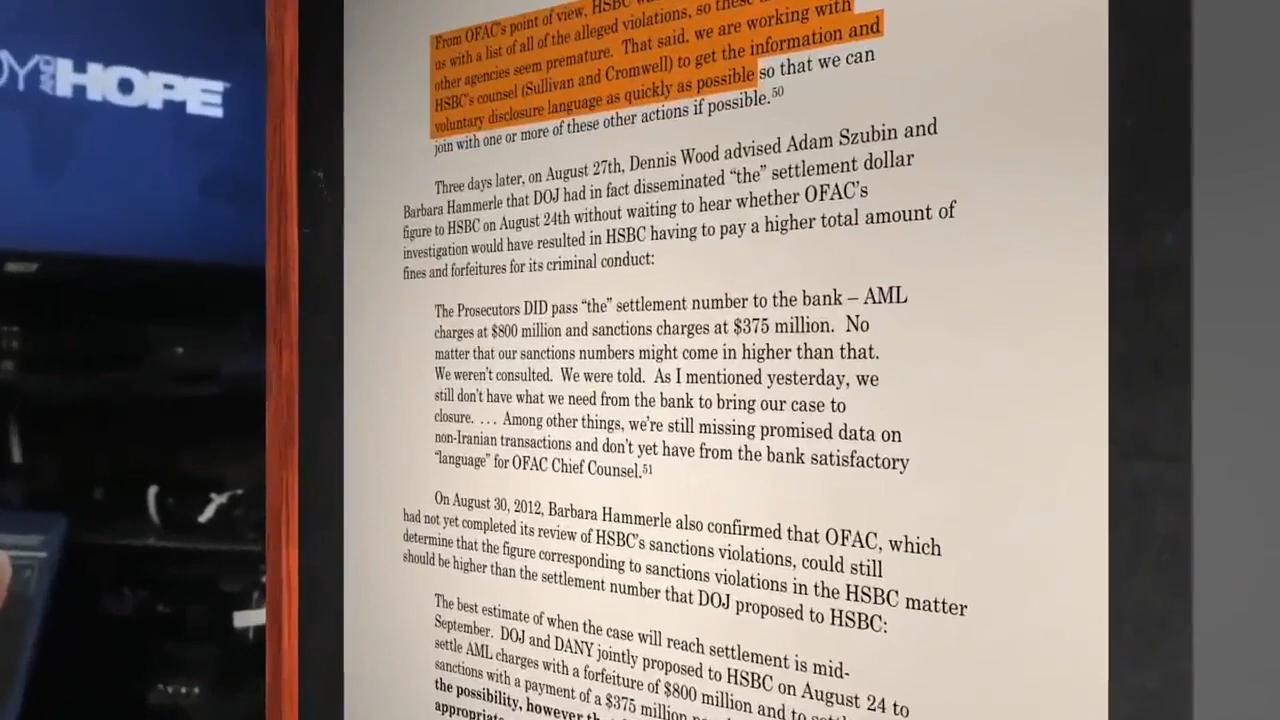 AND HOPE
From OFAC's point of view, HSBC
us with a list of all of the alleged violations, so these
other agencies seem premature. That said, we are working with
HSBC's counsel (Sullivan and Cromwell) to get the information and
voluntary disclosure language as quickly as possible so that we can
join with one or more of these other actions if possible.50
Three days later, on August 27th, Dennis Wood advised Adam Szubin and
Barbara Hammerle that DOJ had in fact disseminated “the” settlement dollar
figure to HSBC on August 24th without waiting to hear whether OFAC’s
investigation would have resulted in HSBC having to pay a higher total amount of
fines and forfeitures for its criminal conduct:
The Prosecutors DID pass “the” settlement number to the bank – AML
charges at $800 million and sanctions charges at $375 million. No
matter that our sanctions numbers might come in higher than that.
We weren’t consulted. We were told. As I mentioned yesterday, we
still don’t have what we need from the bank to bring our case to
closure. … Among other things, we’re still missing promised data on
non-Iranian transactions and don’t yet have from the bank satisfactory
“language” for OFAC Chief Counsel.51
On August 30, 2012, Barbara Hammerle also confirmed that OFAC, which
had not yet completed its review of HSBC’s sanctions violations, could still
determine that the figure corresponding to sanctions violations in the HSBC matter
should be higher than the settlement number that DOJ proposed to HSBC:
The best estimate of when the case will reach settlement is mid-
September. DOJ and DANY jointly proposed to HSBC on August 24 to
settle AML charges with a forfeiture of $800 million and to
sanctions with a payment of a $375 million
the possibility, however